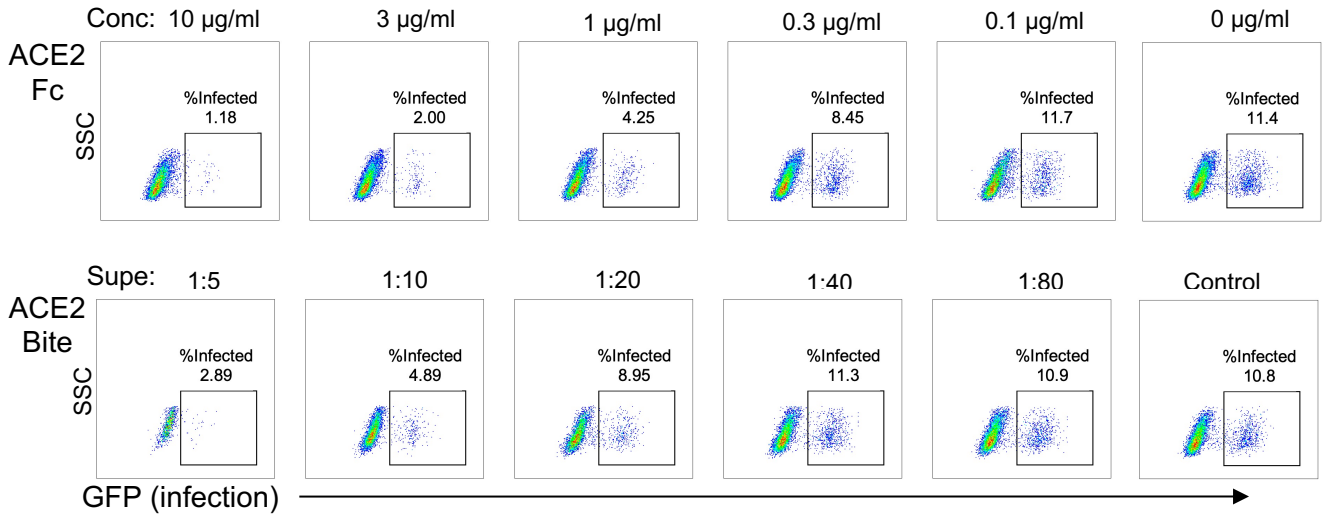 Conc: 10 µg/ml 3 µg/ml 1 µg/ml 0.3 µg/ml 0.1 µg/ml 0 µg/ml
ACE2
Fc
SSC
%Infected %Infected %Infected %Infected %Infected %Infected
1.18 2.00 4.25 8.45 11.7 11.4
Supe: 1:5 1:10 1:20 1:40 1:80 Control
ACE2
Bite
SSC
%Infected %Infected %Infected %Infected %Infected %Infected
2.89 4.89 8.95 11.3 10.9 10.8
GFP (infection)